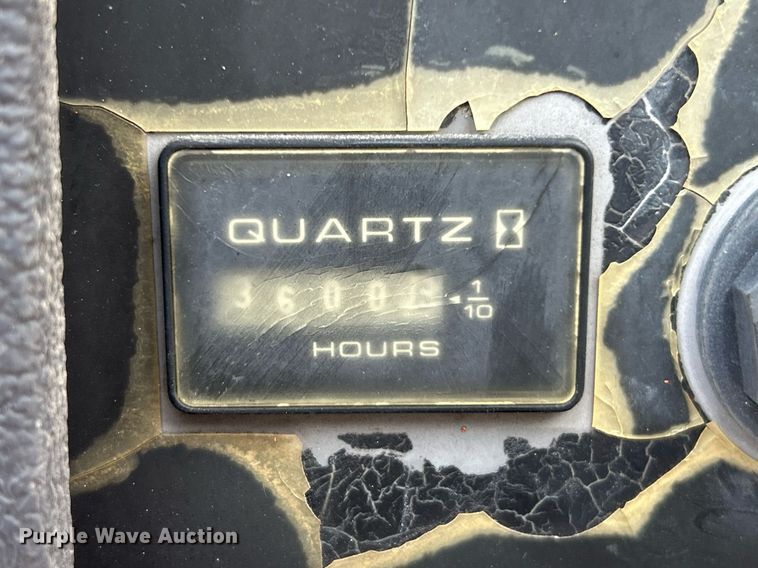 QUARTZ
3600 1/10
HOURS
Purple Wave Auction